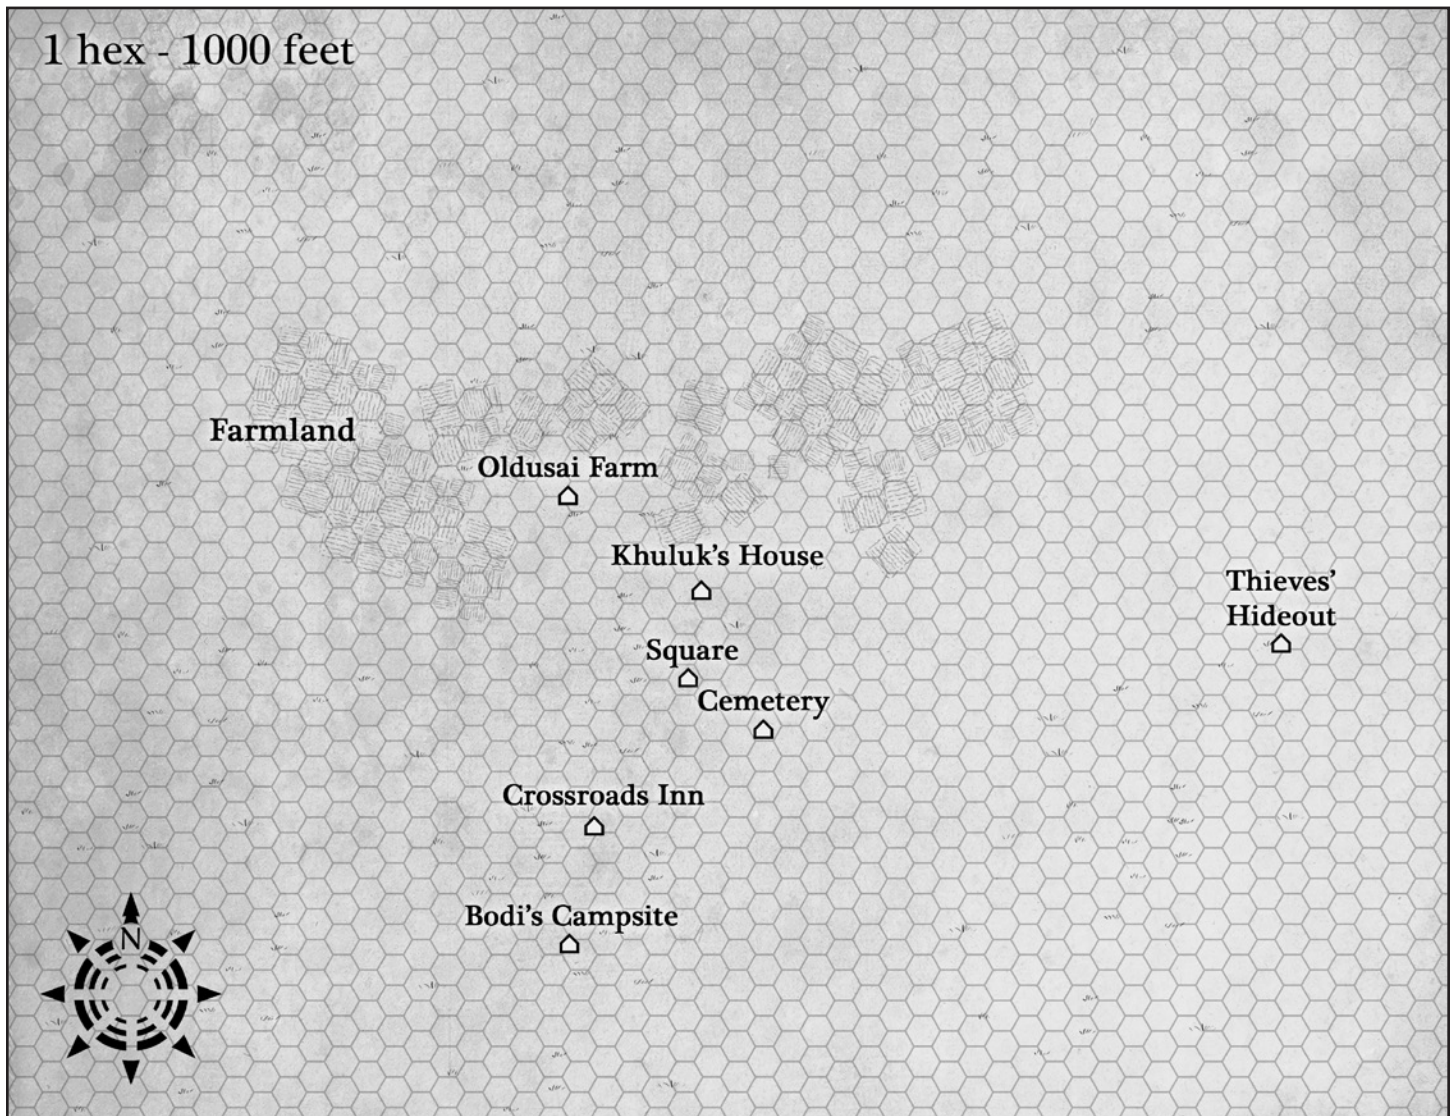 1 hex - 1000 feet
Farmland
Oldusai Farm
Khuluk’s House
Thieves’
Hideout
Square
Cemetery
Crossroads Inn
Bodi’s Campsite
N